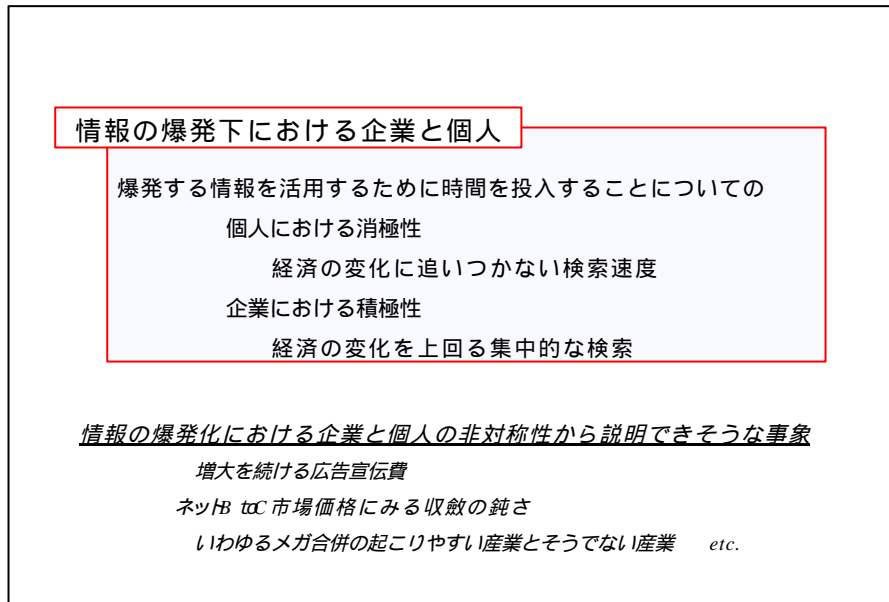 情報の爆発下における企業と個人
爆発する情報を活用するために時間を投入することについての
個人における消極性
経済の変化に追いつかない検索速度
企業における積極性
経済の変化を上回る集中的な検索
情報の爆発化における企業と個人の非対称性から説明できそうな事象
増大を続ける広告宣伝費
ネットB toC市場価格にみる収斂の鈍さ
いわゆるメガ合併の起こりやすい産業とそうでない産業 etc.